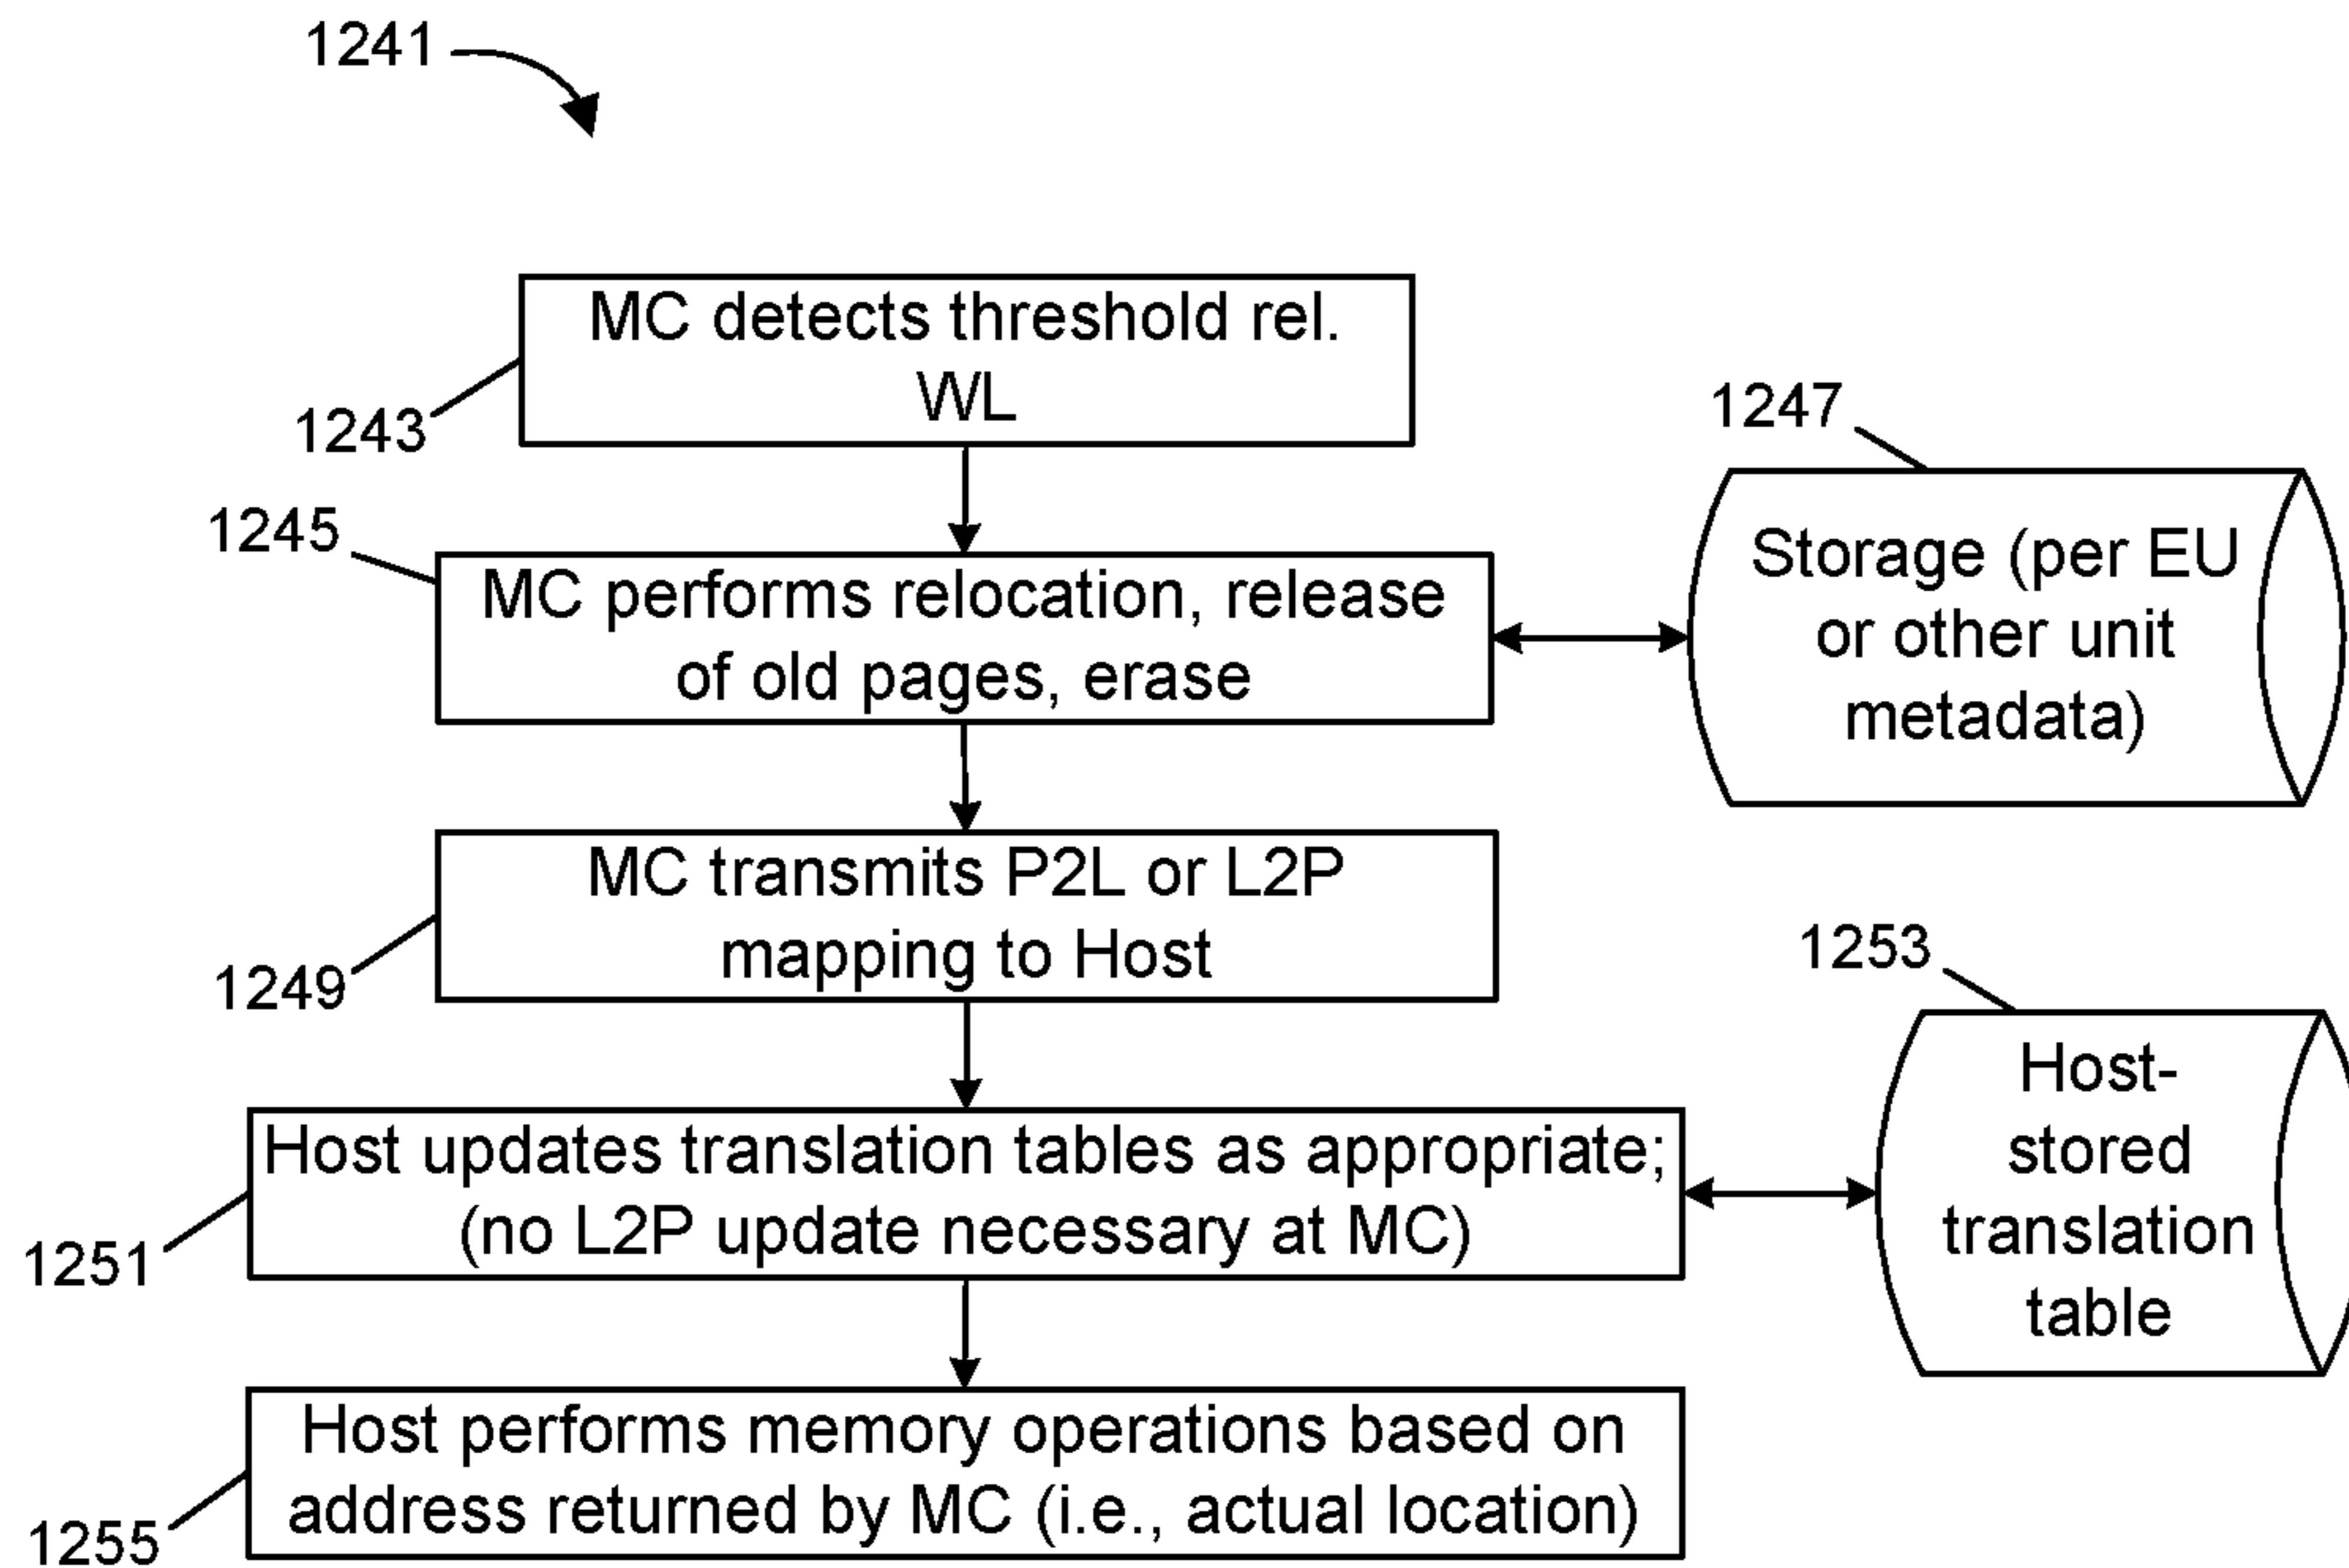 1241
MC detects threshold rel.
WL
1243
1247
1245
MC performs relocation, release
of old pages, erase
Storage (per EU
or other unit
metadata)
MC transmits P2L or L2P
mapping to Host
1249
1253
Host updates translation tables as appropriate;
(no L2P update necessary at MC)
1251
Host-
stored
translation
table
Host performs memory operations based on
address returned by MC (i.e., actual location)
1255